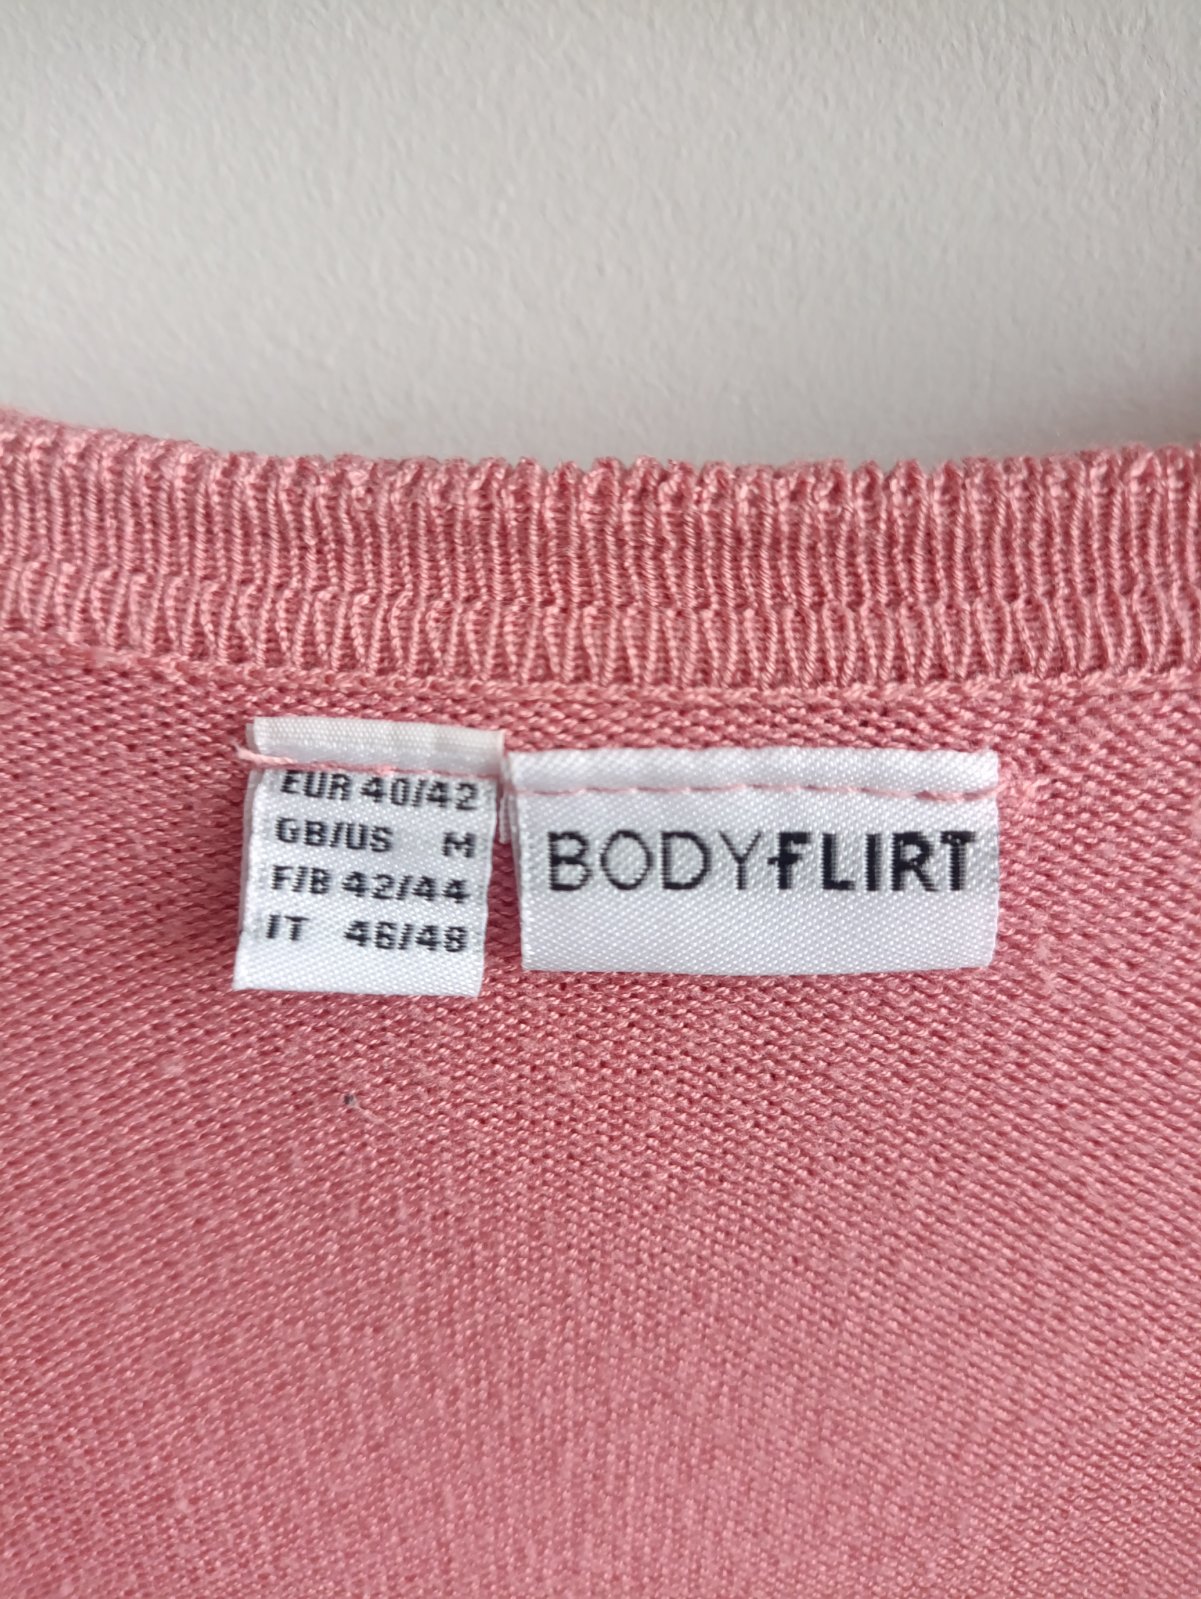 EUR 40/42
GB/US M
F/B 42/44
IT 46/48
BODYFLIRT